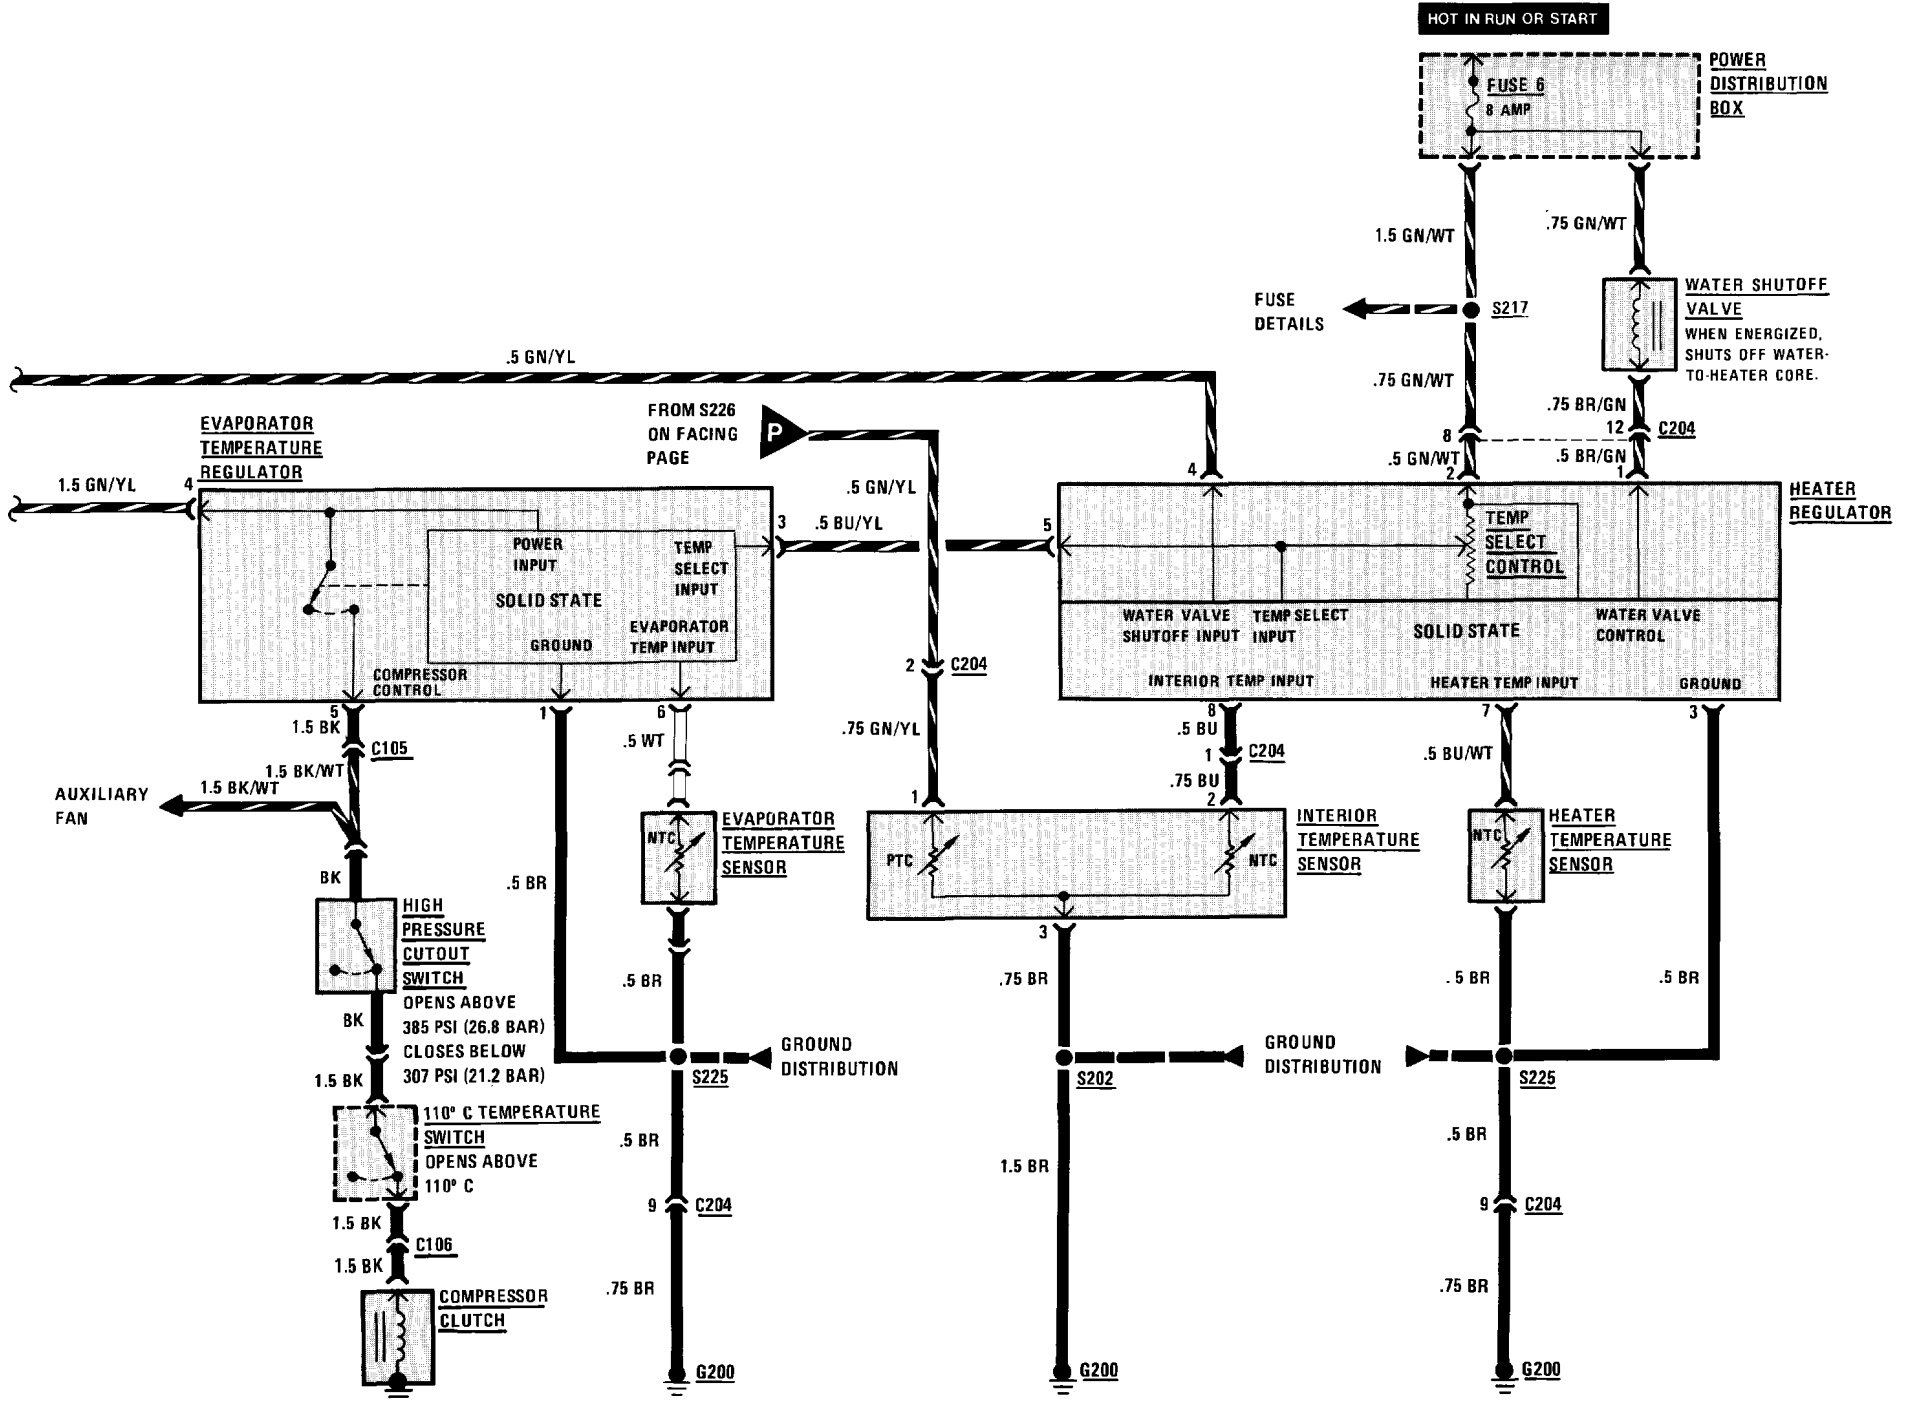 HOT IN RUN OR START
POWER
DISTRIBUTION
BOX
FUSE 6
8 AMP
1.5 GN/WT
.75 GN/WT
FUSE
DETAILS
S217
WATER SHUTOFF
VALVE
WHEN ENERGIZED,
SHUTS OFF WATER-
TO-HEATER CORE.
.5 GN/YL
.75 GN/WT
.75 BR/GN
8
12
C204
.5 GN/WT
.5 BR/GN
FROM S226
ON FACING
PAGE
P
EVAPORATOR
TEMPERATURE
REGULATOR
1.5 GN/YL
4
4
2
1
HEATER
REGULATOR
.5 GN/YL
3
.5 BU/YL
5
POWER
INPUT
TEMP
SELECT
INPUT
SOLID STATE
EVAPORATOR
TEMP INPUT
GROUND
COMPRESSOR
CONTROL
TEMP
SELECT
CONTROL
WATER VALVE
SHUTOFF INPUT
TEMP SELECT
INPUT
SOLID STATE
WATER VALVE
CONTROL
INTERIOR TEMP INPUT
HEATER TEMP INPUT
GROUND
2
C204
5
1
6
8
7
3
1.5 BK
C105
1.5 BK/WT
1.5 BK/WT
AUXILIARY
FAN
.5 WT
.75 GN/YL
.5 BU
1
C204
.75 BU
.5 BU/WT
1
2
NTC
EVAPORATOR
TEMPERATURE
SENSOR
PTC
NTC
INTERIOR
TEMPERATURE
SENSOR
NTC
HEATER
TEMPERATURE
SENSOR
BK
.5 BR
HIGH
PRESSURE
CUTOUT
SWITCH
OPENS ABOVE
385 PSI (26.8 BAR)
CLOSES BELOW
307 PSI (21.2 BAR)
3
.5 BR
.75 BR
.5 BR
.5 BR
BK
1.5 BK
GROUND
DISTRIBUTION
S225
S202
GROUND
DISTRIBUTION
S225
110° C TEMPERATURE
SWITCH
OPENS ABOVE
110° C
.5 BR
1.5 BR
.5 BR
9
C204
9
C204
1.5 BK
C106
1.5 BK
.75 BR
.75 BR
COMPRESSOR
CLUTCH
G200
G200
G200